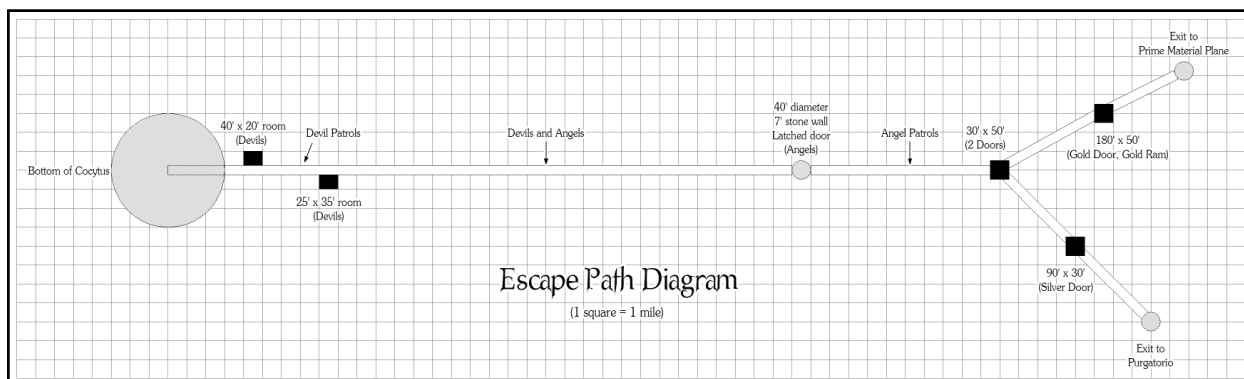 Exit to
Prime Material Plane
40' diameter
7' stone wall
Latched door
(Angels)
40' x 20' room
(Devils)
Devil Patrols
Devils and Angels
Angel Patrols
30' x 50'
(2 Doors)
180' x 50'
(Gold Door, Gold Ram)
Bottom of Cocytus
25' x 35' room
(Devils)
Escape Path Diagram
(1 square = 1 mile)
90' x 30'
(Silver Door)
Exit to
Purgatorio